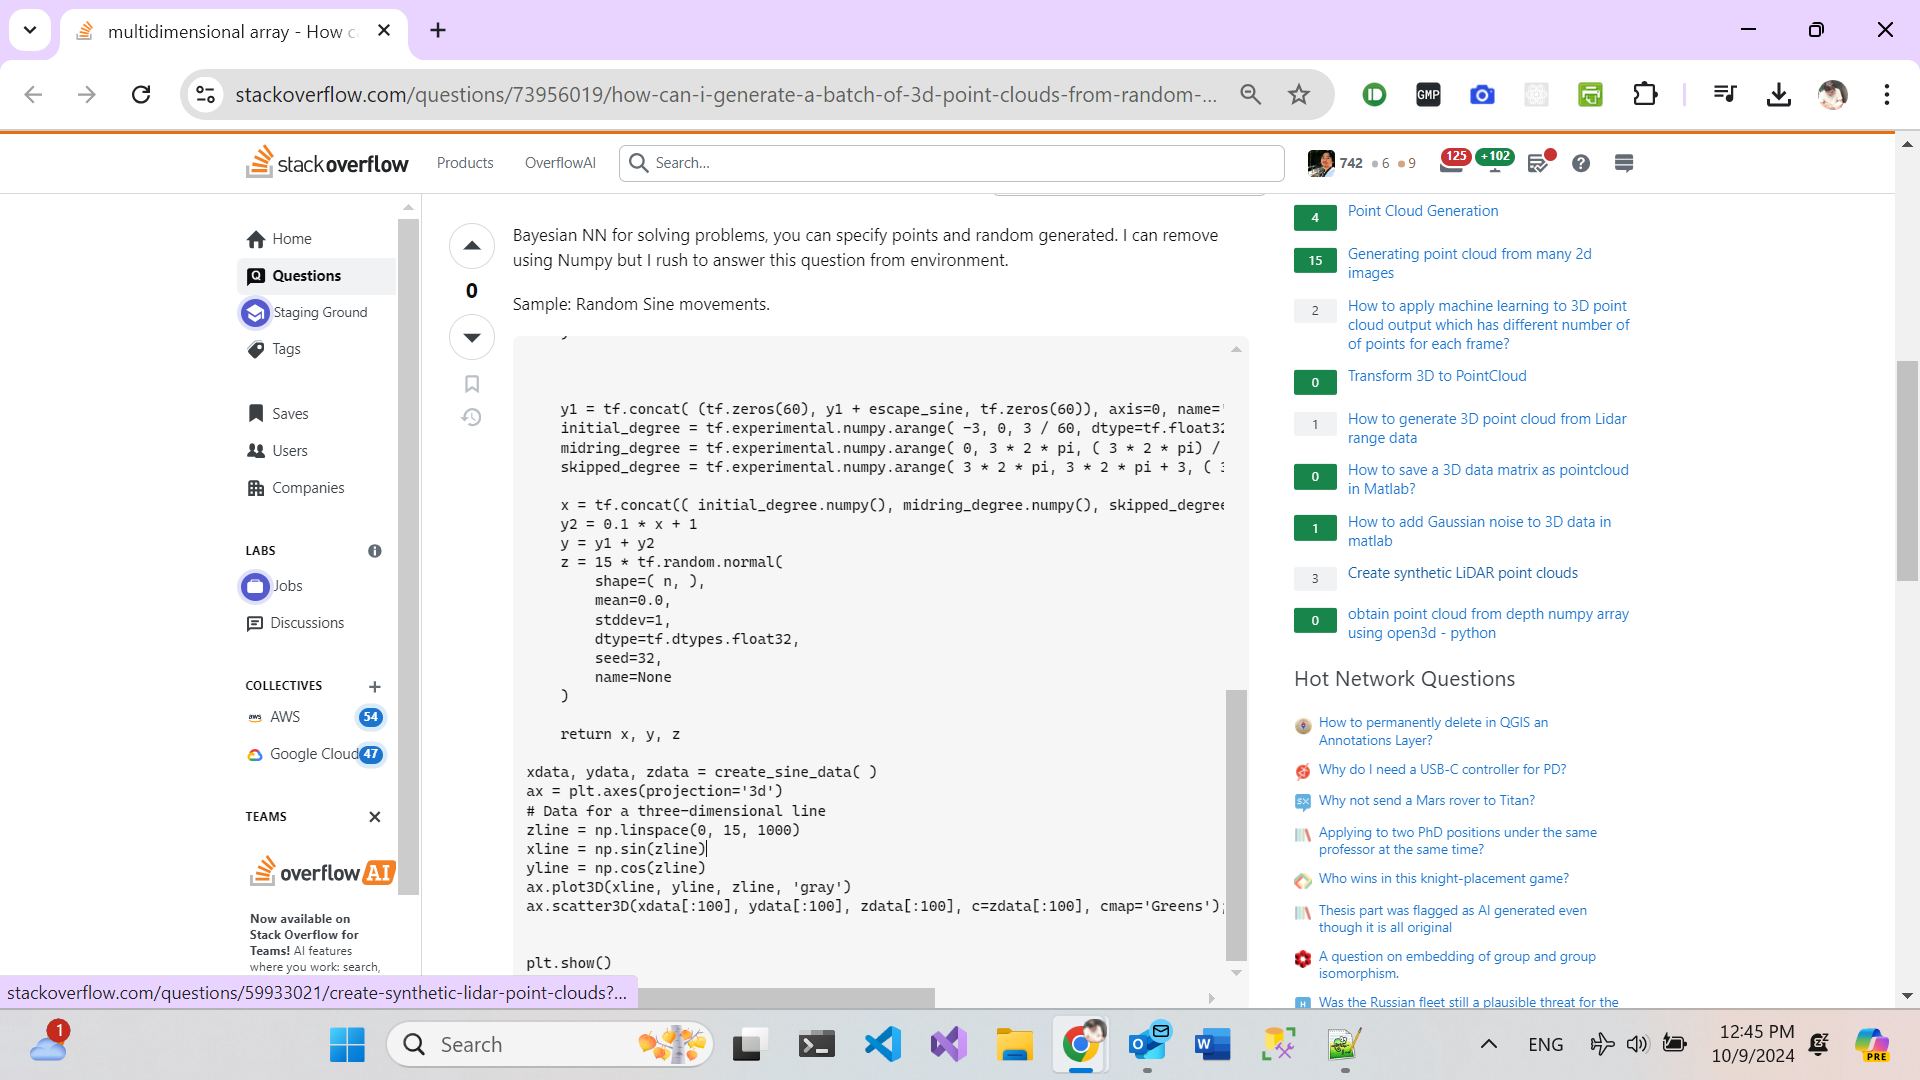 multidimensional array - How c
stackoverflow.com/questions/73956019/how-can-i-generate-a-batch-of-3d-point-clouds-from-random-...
GMP
stackoverflow
Products
OverflowAI
Search...
742
6
9
125
+102
Home
Questions
Staging Ground
Tags
Saves
Users
Companies
LABS
Jobs
Discussions
COLLECTIVES
aws AWS 54
Google Cloud 47
TEAMS
overflow AI
Now available on
Stack Overflow for
Teams! AI features
where you work: search,
0
Bayesian NN for solving problems, you can specify points and random generated. I can remove
using Numpy but I rush to answer this question from environment.
Sample: Random Sine movements.
y1 = tf.concat( (tf.zeros(60), y1 + escape_sine, tf.zeros(60)), axis=0, name='
initial_degree = tf.experimental.numpy.arange( -3, 0, 3 / 60, dtype=tf.float32
midring_degree = tf.experimental.numpy.arange( 0, 3 * 2 * pi, ( 3 * 2 * pi) /
skipped_degree = tf.experimental.numpy.arange( 3 * 2 * pi, 3 * 2 * pi + 3, ( 3
x = tf.concat(( initial_degree.numpy(), midring_degree.numpy(), skipped_degree
y2 = 0.1 * x + 1
y = y1 + y2
z = 15 * tf.random.normal(
shape=( n, ),
mean=0.0,
stddev=1,
dtype=tf.dtypes.float32,
seed=32,
name=None
)
return x, y, z
xdata, ydata, zdata = create_sine_data( )
ax = plt.axes(projection='3d')
# Data for a three-dimensional line
zline = np.linspace(0, 15, 1000)
xline = np.sin(zline)
yline = np.cos(zline)
ax.plot3D(xline, yline, zline, 'gray')
ax.scatter3D(xdata[:100], ydata[:100], zdata[:100], c=zdata[:100], cmap='Greens');
plt.show()
4 Point Cloud Generation
15 Generating point cloud from many 2d
images
2 How to apply machine learning to 3D point
cloud output which has different number of
of points for each frame?
0 Transform 3D to PointCloud
1 How to generate 3D point cloud from Lidar
range data
0 How to save a 3D data matrix as pointcloud
in Matlab?
1 How to add Gaussian noise to 3D data in
matlab
3 Create synthetic LiDAR point clouds
0 obtain point cloud from depth numpy array
using open3d - python
Hot Network Questions
How to permanently delete in QGIS an
Annotations Layer?
Why do I need a USB-C controller for PD?
Why not send a Mars rover to Titan?
Applying to two PhD positions under the same
professor at the same time?
Who wins in this knight-placement game?
Thesis part was flagged as AI generated even
though it is all original
A question on embedding of group and group
isomorphism.
Was the Russian fleet still a plausible threat for the
stackoverflow.com/questions/59933021/create-synthetic-lidar-point-clouds?...
1
Search
ENG
12:45 PM
10/9/2024
PRE